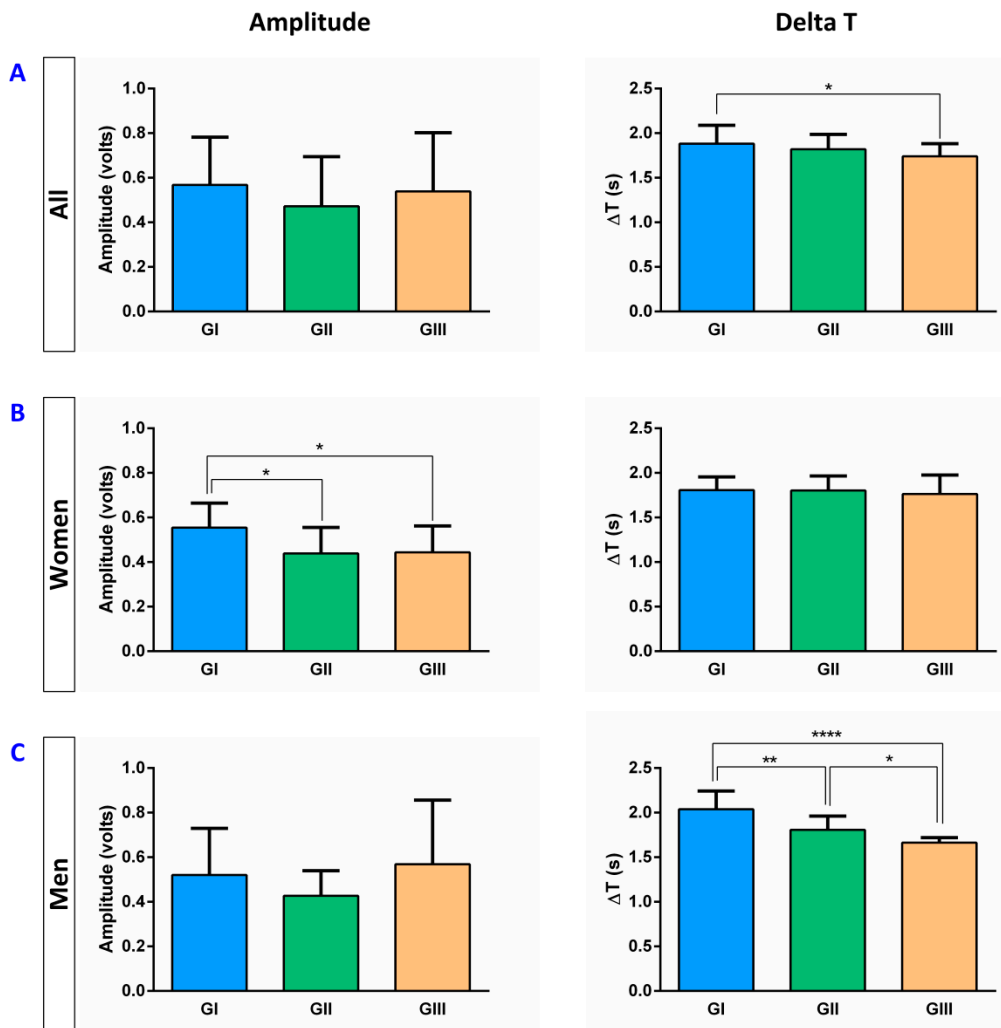 Amplitude
Delta T
A
All
Amplitude (volts)
1.0
0.8
0.6
0.4
0.2
0.0
GI GII GIII
ΔT (s)
2.5
2.0
1.5
1.0
0.5
0.0
*
GI GII GIII
B
Women
Amplitude (volts)
1.0
0.8
0.6
0.4
0.2
0.0
*
*
GI GII GIII
ΔT (s)
2.5
2.0
1.5
1.0
0.5
0.0
GI GII GIII
C
Men
Amplitude (volts)
1.0
0.8
0.6
0.4
0.2
0.0
GI GII GIII
ΔT (s)
2.5
2.0
1.5
1.0
0.5
0.0
****
** *
GI GII GIII